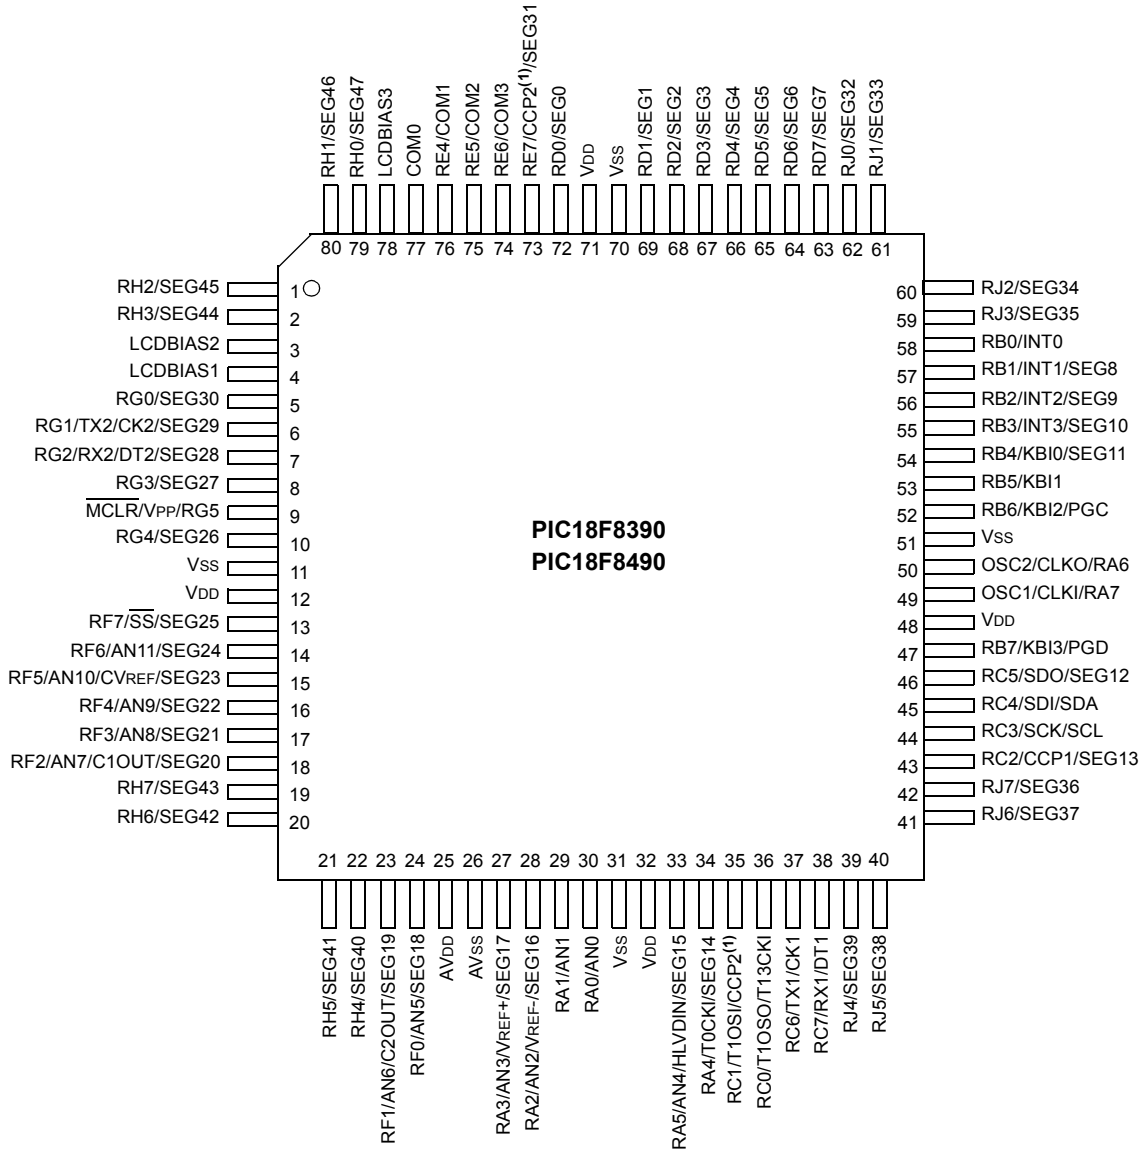 RH1/SEG46
RH0/SEG47
LCDBIAS3
COM0
RE4/COM1
RE5/COM2
RE6/COM3
RE7/CCP2(1)/SEG31
RD0/SEG0
VDD
VSS
RD1/SEG1
RD2/SEG2
RD3/SEG3
RD4/SEG4
RD5/SEG5
RD6/SEG6
RD7/SEG7
RJ0/SEG32
RJ1/SEG33
80 79 78 77 76 75 74 73 72 71 70 69 68 67 66 65 64 63 62 61
RH2/SEG45 1
RH3/SEG44 2
LCDBIAS2 3
LCDBIAS1 4
RG0/SEG30 5
RG1/TX2/CK2/SEG29 6
RG2/RX2/DT2/SEG28 7
RG3/SEG27 8
MCLR/VPP/RG5 9
RG4/SEG26 10
VSS 11
VDD 12
RF7/SS/SEG25 13
RF6/AN11/SEG24 14
RF5/AN10/CVREF/SEG23 15
RF4/AN9/SEG22 16
RF3/AN8/SEG21 17
RF2/AN7/C1OUT/SEG20 18
RH7/SEG43 19
RH6/SEG42 20
PIC18F8390
PIC18F8490
60 RJ2/SEG34
59 RJ3/SEG35
58 RB0/INT0
57 RB1/INT1/SEG8
56 RB2/INT2/SEG9
55 RB3/INT3/SEG10
54 RB4/KBI0/SEG11
53 RB5/KBI1
52 RB6/KBI2/PGC
51 VSS
50 OSC2/CLKO/RA6
49 OSC1/CLKI/RA7
48 VDD
47 RB7/KBI3/PGD
46 RC5/SDO/SEG12
45 RC4/SDI/SDA
44 RC3/SCK/SCL
43 RC2/CCP1/SEG13
42 RJ7/SEG36
41 RJ6/SEG37
21 22 23 24 25 26 27 28 29 30 31 32 33 34 35 36 37 38 39 40
RH5/SEG41
RH4/SEG40
RF1/AN6/C2OUT/SEG19
RF0/AN5/SEG18
AVDD
AVSS
RA3/AN3/VREF+/SEG17
RA2/AN2/VREF-/SEG16
RA1/AN1
RA0/AN0
VSS
VDD
RA5/AN4/HLVDIN/SEG15
RA4/T0CKI/SEG14
RC1/T1OSI/CCP2(1)
RC0/T1OSO/T13CKI
RC6/TX1/CK1
RC7/RX1/DT1
RJ4/SEG39
RJ5/SEG38